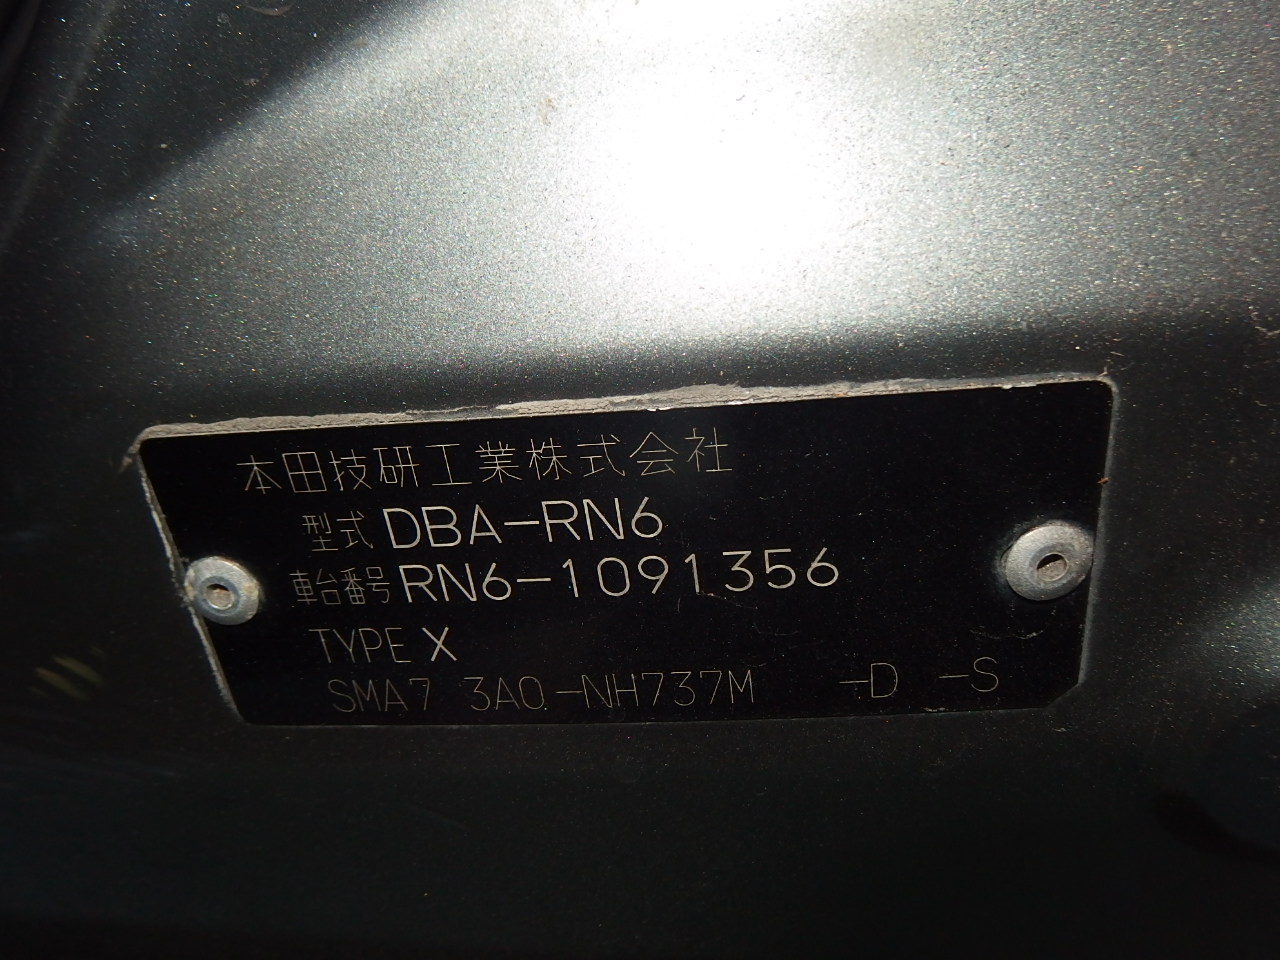 本田技研工業株式会社
型式 DBA-RN6
車台番号 RN6-1091356
TYPE X
SMA7 3A0 -NH737M -D -S